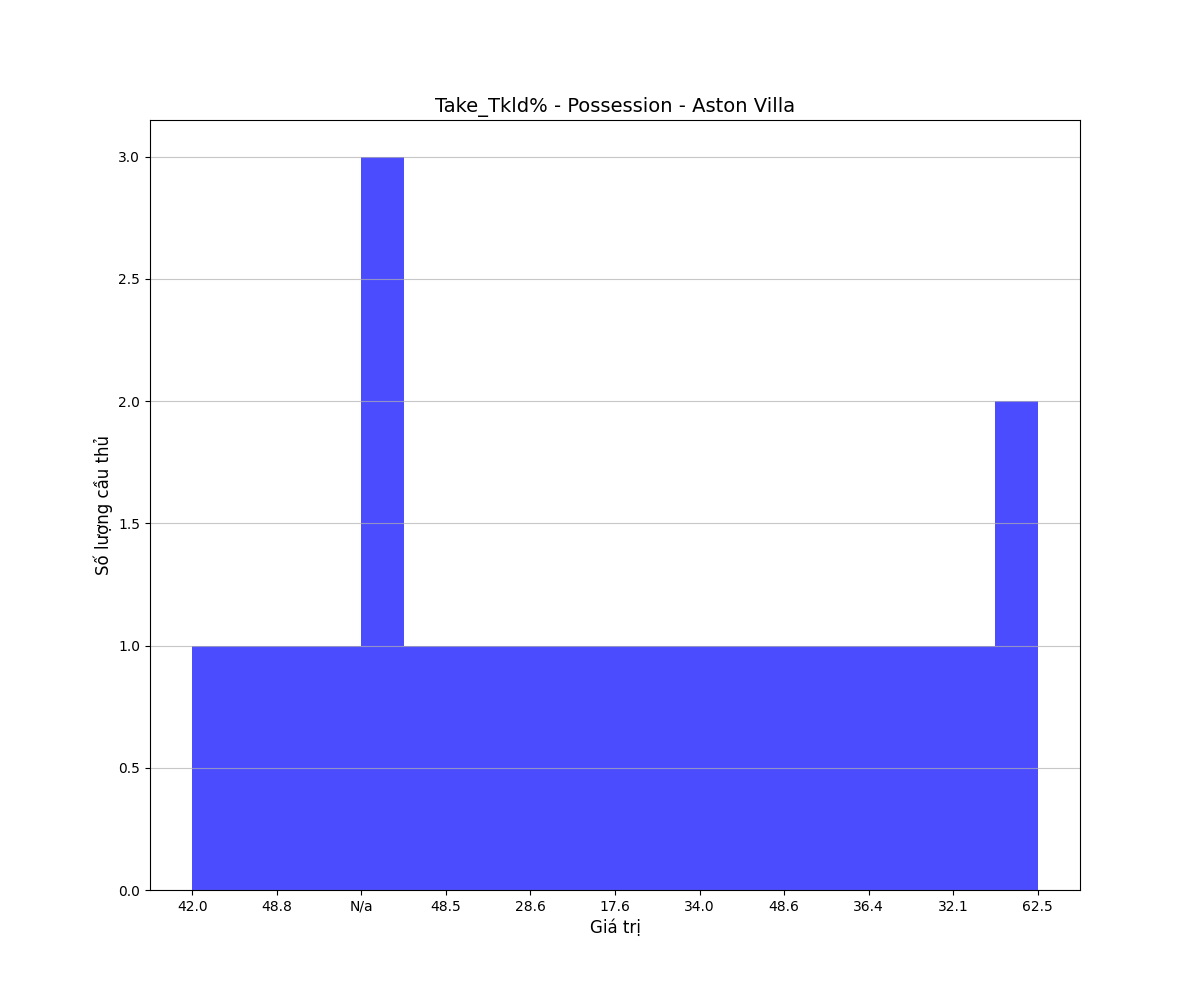 Take_Tkld% - Possession - Aston Villa
3.0
2.5
2.0
1.5
1.0
0.5
0.0
Số lượng cầu thủ
42.0 48.8 N/a 48.5 28.6 17.6 34.0 48.6 36.4 32.1 62.5
Giá trị